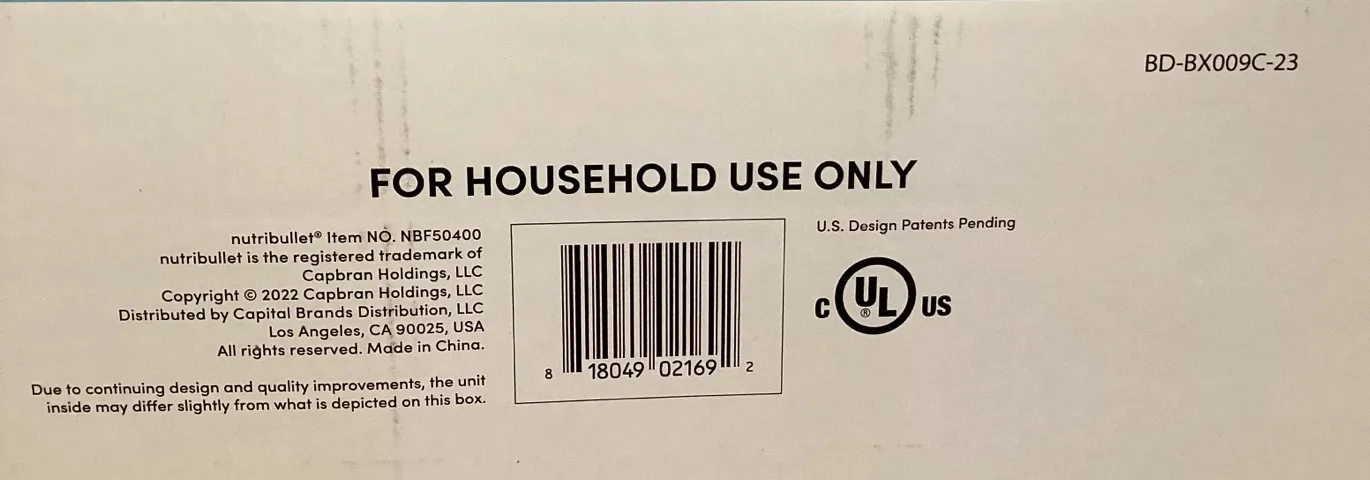 BD-BX009C-23
FOR HOUSEHOLD USE ONLY
nutribullet® Item NO. NBF50400
nutribullet is the registered trademark of
Capbran Holdings, LLC
Copyright © 2022 Capbran Holdings, LLC
Distributed by Capital Brands Distribution, LLC
Los Angeles, CA 90025, USA
All rights reserved. Made in China.
Due to continuing design and quality improvements, the unit
inside may differ slightly from what is depicted on this box.
8 18049 02169 2
U.S. Design Patents Pending
C UL® US